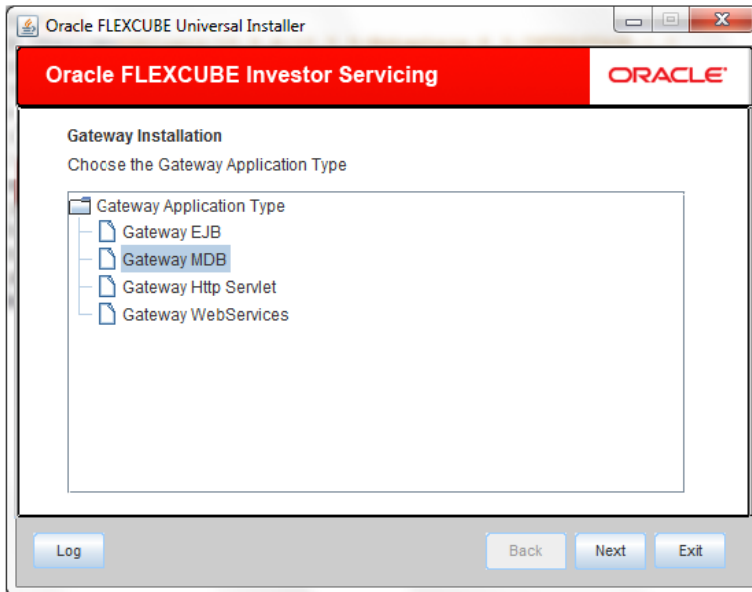 Oracle FLEXCUBE Universal Installer
Oracle FLEXCUBE Investor Servicing
ORACLE
Gateway Installation
Choose the Gateway Application Type
Gateway Application Type
Gateway EJB
Gateway MDB
Gateway Http Servlet
Gateway WebServices
Log Back Next Exit